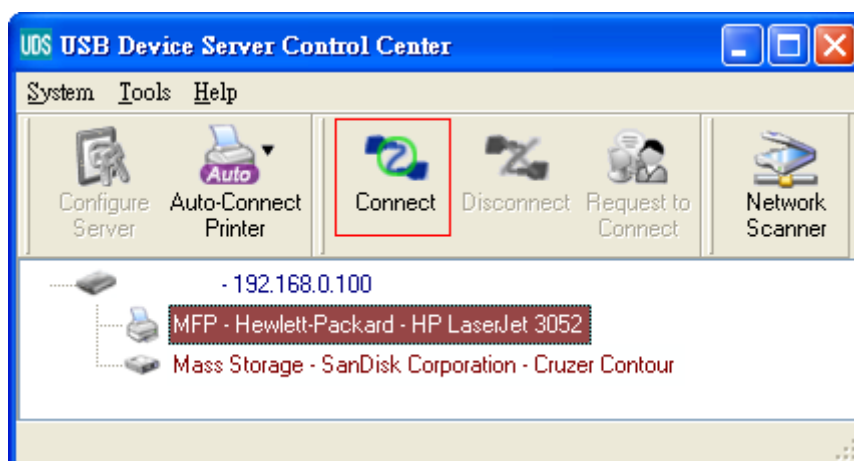 UDS USB Device Server Control Center
System Tools Help
Auto
Configure Server
Auto-Connect Printer
Connect
Disconnect
Request to Connect
Network Scanner
- 192.168.0.100
MFP - Hewlett-Packard - HP LaserJet 3052
Mass Storage - SanDisk Corporation - Cruzer Contour